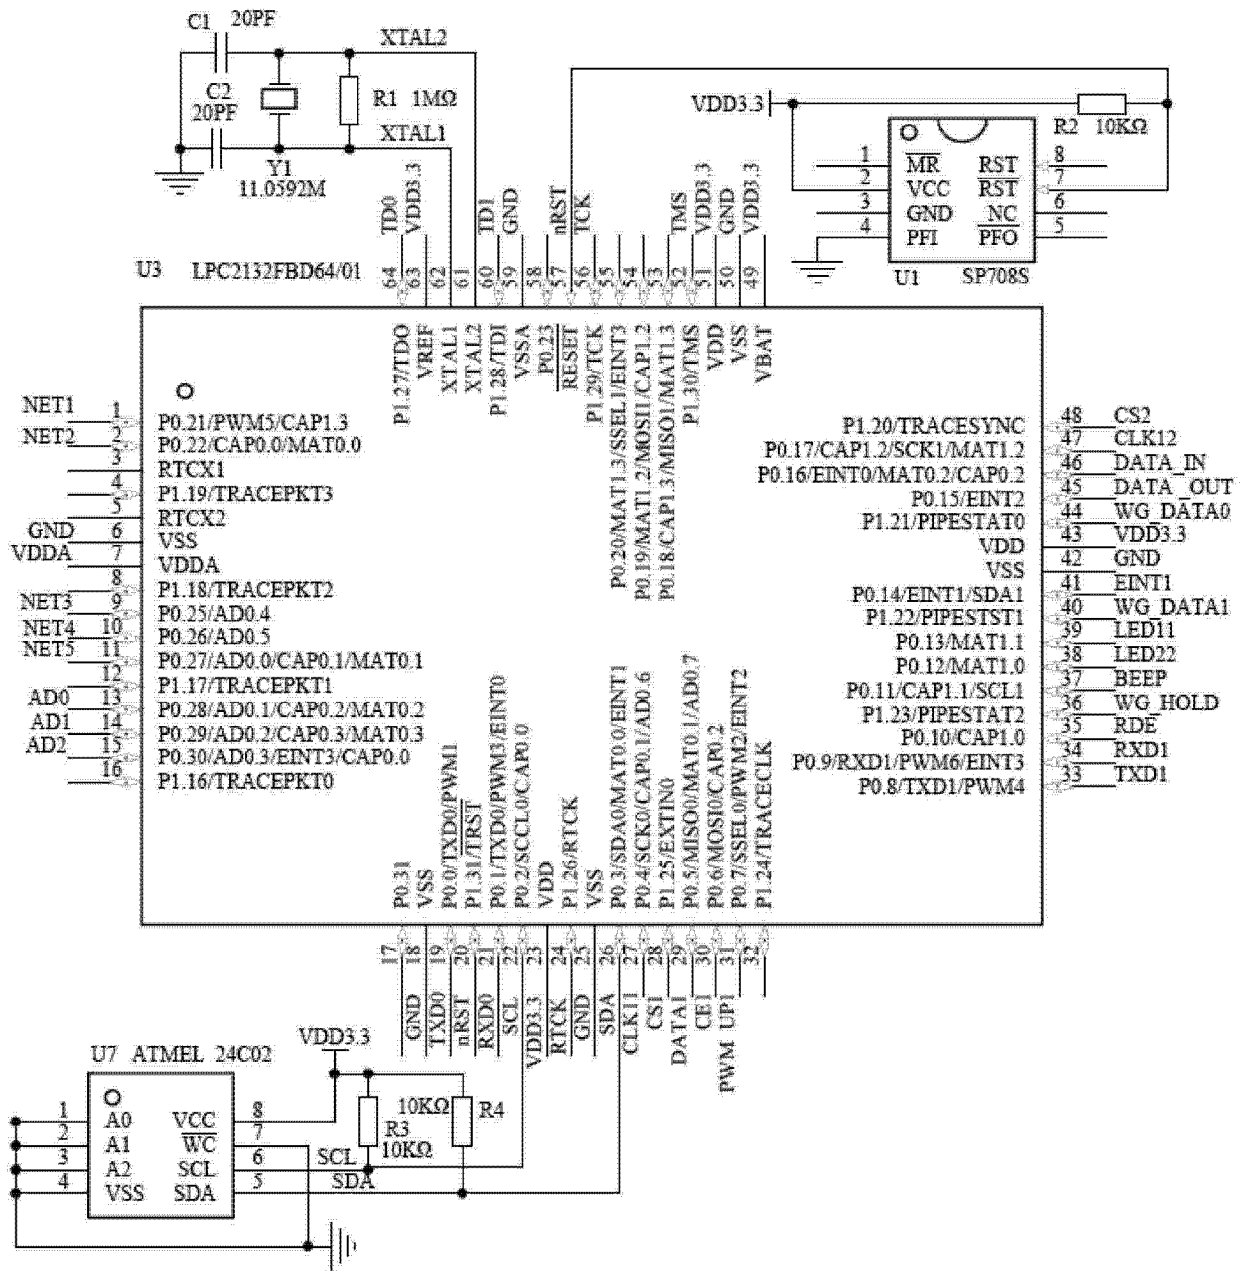 C1 20PF
XTAL2
C2
20PF
R1 1MΩ
XTAL1
Y1
11.0592M
VDD3.3
R2 10KΩ
1 MR RST 8
2 VCC RST 7
3 GND NC 6
4 PFI PFO 5
U1 SP708S
U3 LPC2132FBD64/01
TD0
VDD3.3
TD1
GND
nRST
TCK
TMS
VDD3.3
GND
VDD3.3
64
63
62
61
60
59
58
57
56
55
54
53
52
51
50
49
P1.27/TDO
VREF
XTAL1
XTAL2
P1.28/TDI
VSSA
P0.23
RESET
P1.29/TCK
P0.20/MAT1.3/SSEL1/EINT3
P0.19/MAT1.2/MOSI1/CAP1.2
P0.18/CAP1.3/MISO1/MAT1.3
P1.30/TMS
VDD
VSS
VBAT
NET1 1 P0.21/PWM5/CAP1.3
NET2 2 P0.22/CAP0.0/MAT0.0
3 RTCX1
4 P1.19/TRACEPKT3
5 RTCX2
GND 6 VSS
VDDA 7 VDDA
8 P1.18/TRACEPKT2
NET3 9 P0.25/AD0.4
NET4 10 P0.26/AD0.5
NET5 11 P0.27/AD0.0/CAP0.1/MAT0.1
12 P1.17/TRACEPKT1
AD0 13 P0.28/AD0.1/CAP0.2/MAT0.2
AD1 14 P0.29/AD0.2/CAP0.3/MAT0.3
AD2 15 P0.30/AD0.3/EINT3/CAP0.0
16 P1.16/TRACEPKT0
P1.20/TRACESYNC 48 CS2
P0.17/CAP1.2/SCK1/MAT1.2 47 CLK12
P0.16/EINT0/MAT0.2/CAP0.2 46 DATA_IN
P0.15/EINT2 45 DATA_OUT
P1.21/PIPESTAT0 44 WG_DATA0
VDD 43 VDD3.3
VSS 42 GND
P0.14/EINT1/SDA1 41 EINT1
P1.22/PIPESTST1 40 WG_DATA1
P0.13/MAT1.1 39 LED11
P0.12/MAT1.0 38 LED22
P0.11/CAP1.1/SCL1 37 BEEP
P1.23/PIPESTAT2 36 WG_HOLD
P0.10/CAP1.0 35 RDE
P0.9/RXD1/PWM6/EINT3 34 RXD1
P0.8/TXD1/PWM4 33 TXD1
P0.31
VSS
P0.0/TXD0/PWM1
P1.31/TRST
P0.1/TXD0/PWM3/EINT0
P0.2/SCCL0/CAP0.0
VDD
P1.26/RTCK
VSS
P0.3/SDA0/MAT0.0/EINT1
P0.4/SCK0/CAP0.1/AD0.6
P1.25/EXTIN0
P0.5/MISO0/MAT0.1/AD0.7
P0.6/MOSI0/CAP0.2
P0.7/SSEL0/PWM2/EINT2
P1.24/TRACECLK
17
18
19
20
21
22
23
24
25
26
27
28
29
30
31
32
GND
TXD0
nRST
RXD0
SCL
VDD3.3
RTCK
GND
SDA
CLK11
CS1
DATA1
CE1
PWM_UP1
VDD3.3
U7 ATMEL 24C02
1 A0 VCC 8
2 A1 WC 7
3 A2 SCL 6 SCL
4 VSS SDA 5 SDA
10KΩ R4
R3
10KΩ